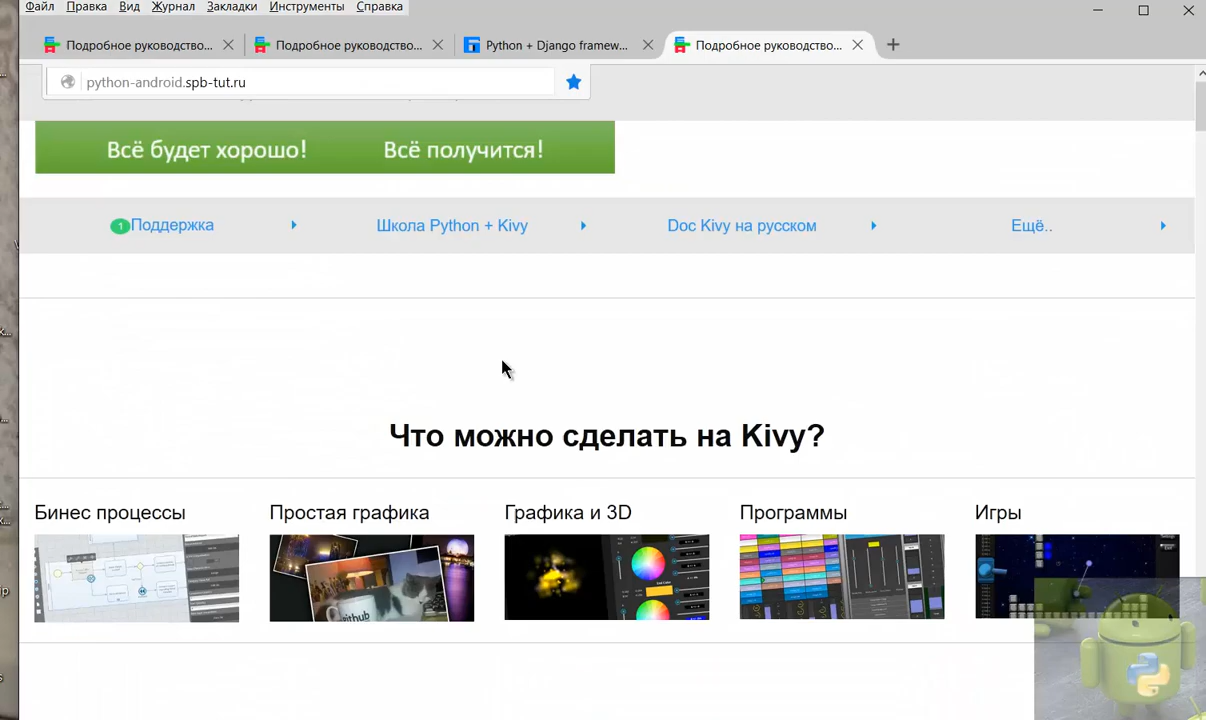 Файл Правка Вид Журнал Закладки Инструменты Справка
Подробное руководство... Подробное руководство... Python + Django framew... Подробное руководство...
python-android.spb-tut.ru
Всё будет хорошо! Всё получится!
1 Поддержка Школа Python + Kivy Doc Kivy на русском Ещё..
Что можно сделать на Kivy?
Бинес процессы Простая графика Графика и 3D Программы Игры
github